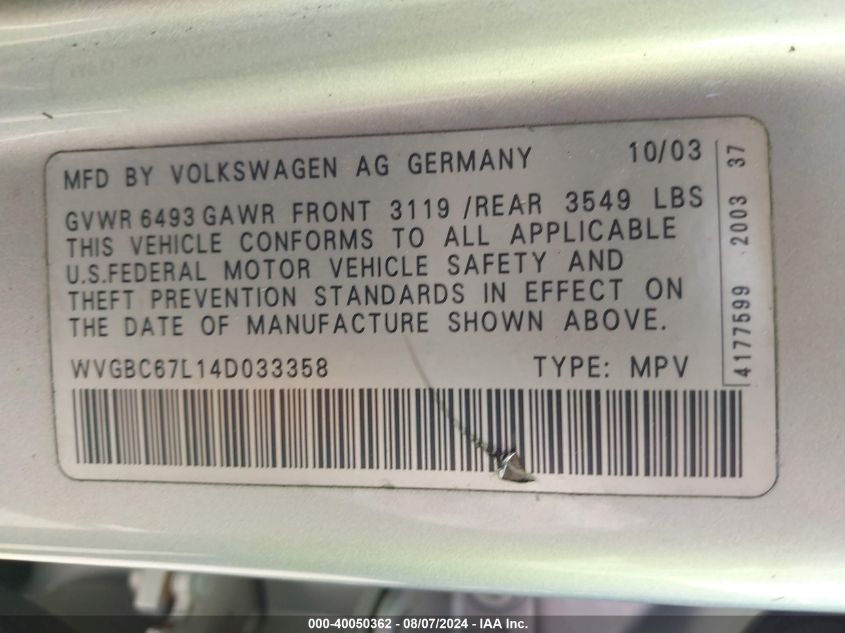 MFD BY VOLKSWAGEN AG GERMANY 10/03
GVWR 6493 GAWR FRONT 3119 /REAR 3549 LBS
THIS VEHICLE CONFORMS TO ALL APPLICABLE
U.S.FEDERAL MOTOR VEHICLE SAFETY AND
THEFT PREVENTION STANDARDS IN EFFECT ON
THE DATE OF MANUFACTURE SHOWN ABOVE.
WVGBC67L14D033358 TYPE: MPV
4177599 2003 37
000-40050362 - 08/07/2024 - IAA Inc.